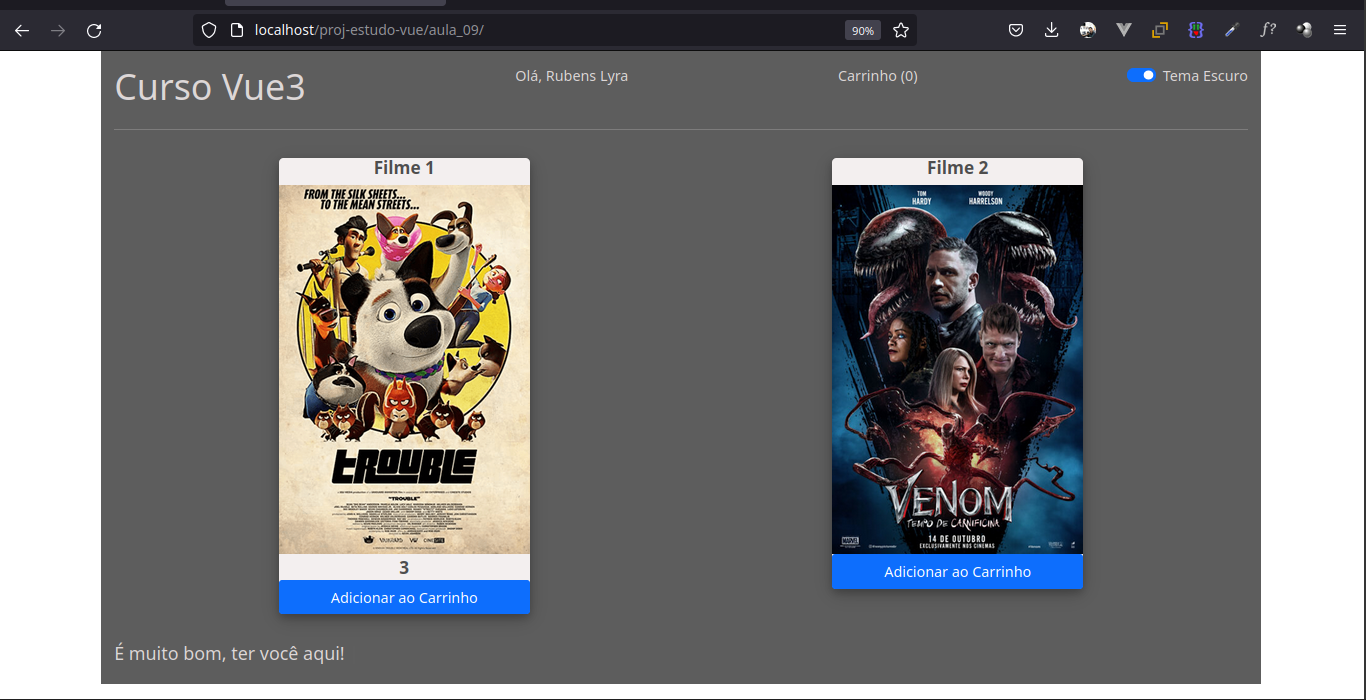 localhost/proj-estudo-vue/aula_09/
90%
f?
Curso Vue3
Olá, Rubens Lyra
Carrinho (0)
Tema Escuro
Filme 1
FROM THE SILK SHEETS...
TO THE MEAN STREETS...
TROUBLE
"TROUBLE"
3
Adicionar ao Carrinho
Filme 2
TOM HARDY
WOODY HARRELSON
VENOM
TEMPO DE CARNIFICINA
MARVEL
14 DE OUTUBRO
EXCLUSIVAMENTE NOS CINEMAS
Adicionar ao Carrinho
É muito bom, ter você aqui!